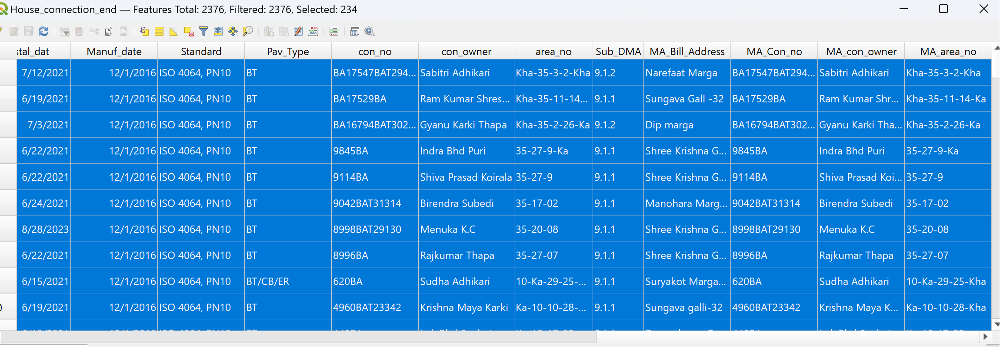 House_connection_end — Features Total: 2376, Filtered: 2376, Selected: 234
stal_dat Manuf_date Standard Pav_Type con_no con_owner area_no Sub_DMA MA_Bill_Address MA_Con_no MA_con_owner MA_area_no
7/12/2021 12/1/2016 ISO 4064, PN10 BT BA17547BAT294... Sabitri Adhikari Kha-35-3-2-Kha 9.1.2 Narefaat Marga BA17547BAT294... Sabitri Adhikari Kha-35-3-2-Kha
6/19/2021 12/1/2016 ISO 4064, PN10 BT BA17529BA Ram Kumar Shres... Kha-35-11-14... 9.1.1 Sungava Gall -32 BA17529BA Ram Kumar Shr... Kha-35-11-14-Ka
7/3/2021 12/1/2016 ISO 4064, PN10 BT BA16794BAT302... Gyanu Karki Thapa Kha-35-2-26-Ka 9.1.2 Dip marga BA16794BAT302... Gyanu Karki Tha... Kha-35-2-26-Ka
6/22/2021 12/1/2016 ISO 4064, PN10 BT 9845BA Indra Bhd Puri 35-27-9-Ka 9.1.1 Shree Krishna G... 9845BA Indra Bhd Puri 35-27-9-Ka
6/22/2021 12/1/2016 ISO 4064, PN10 BT 9114BA Shiva Prasad Koirala 35-27-9 9.1.1 Shree Krishna G... 9114BA Shiva Prasad Koi... 35-27-9
6/24/2021 12/1/2016 ISO 4064, PN10 BT 9042BAT31314 Birendra Subedi 35-17-02 9.1.1 Manohara Marg... 9042BAT31314 Birendra Subedi 35-17-02
8/28/2023 12/1/2016 ISO 4064, PN10 BT 8998BAT29130 Menuka K.C 35-20-08 9.1.1 Shree Krishna G... 8998BAT29130 Menuka K.C 35-20-08
6/22/2021 12/1/2016 ISO 4064, PN10 BT 8996BA Rajkumar Thapa 35-27-07 9.1.1 Shree Krishna G... 8996BA Rajkumar Thapa 35-27-07
6/15/2021 12/1/2016 ISO 4064, PN10 BT/CB/ER 620BA Sudha Adhikari 10-Ka-29-25-... 9.1.1 Suryakot Marga... 620BA Sudha Adhikari 10-Ka-29-25-Kha
6/19/2021 12/1/2016 ISO 4064, PN10 BT 4960BAT23342 Krishna Maya Karki Ka-10-10-28-... 9.1.1 Sungava galli-32 4960BAT23342 Krishna Maya K... Ka-10-10-28-Kha